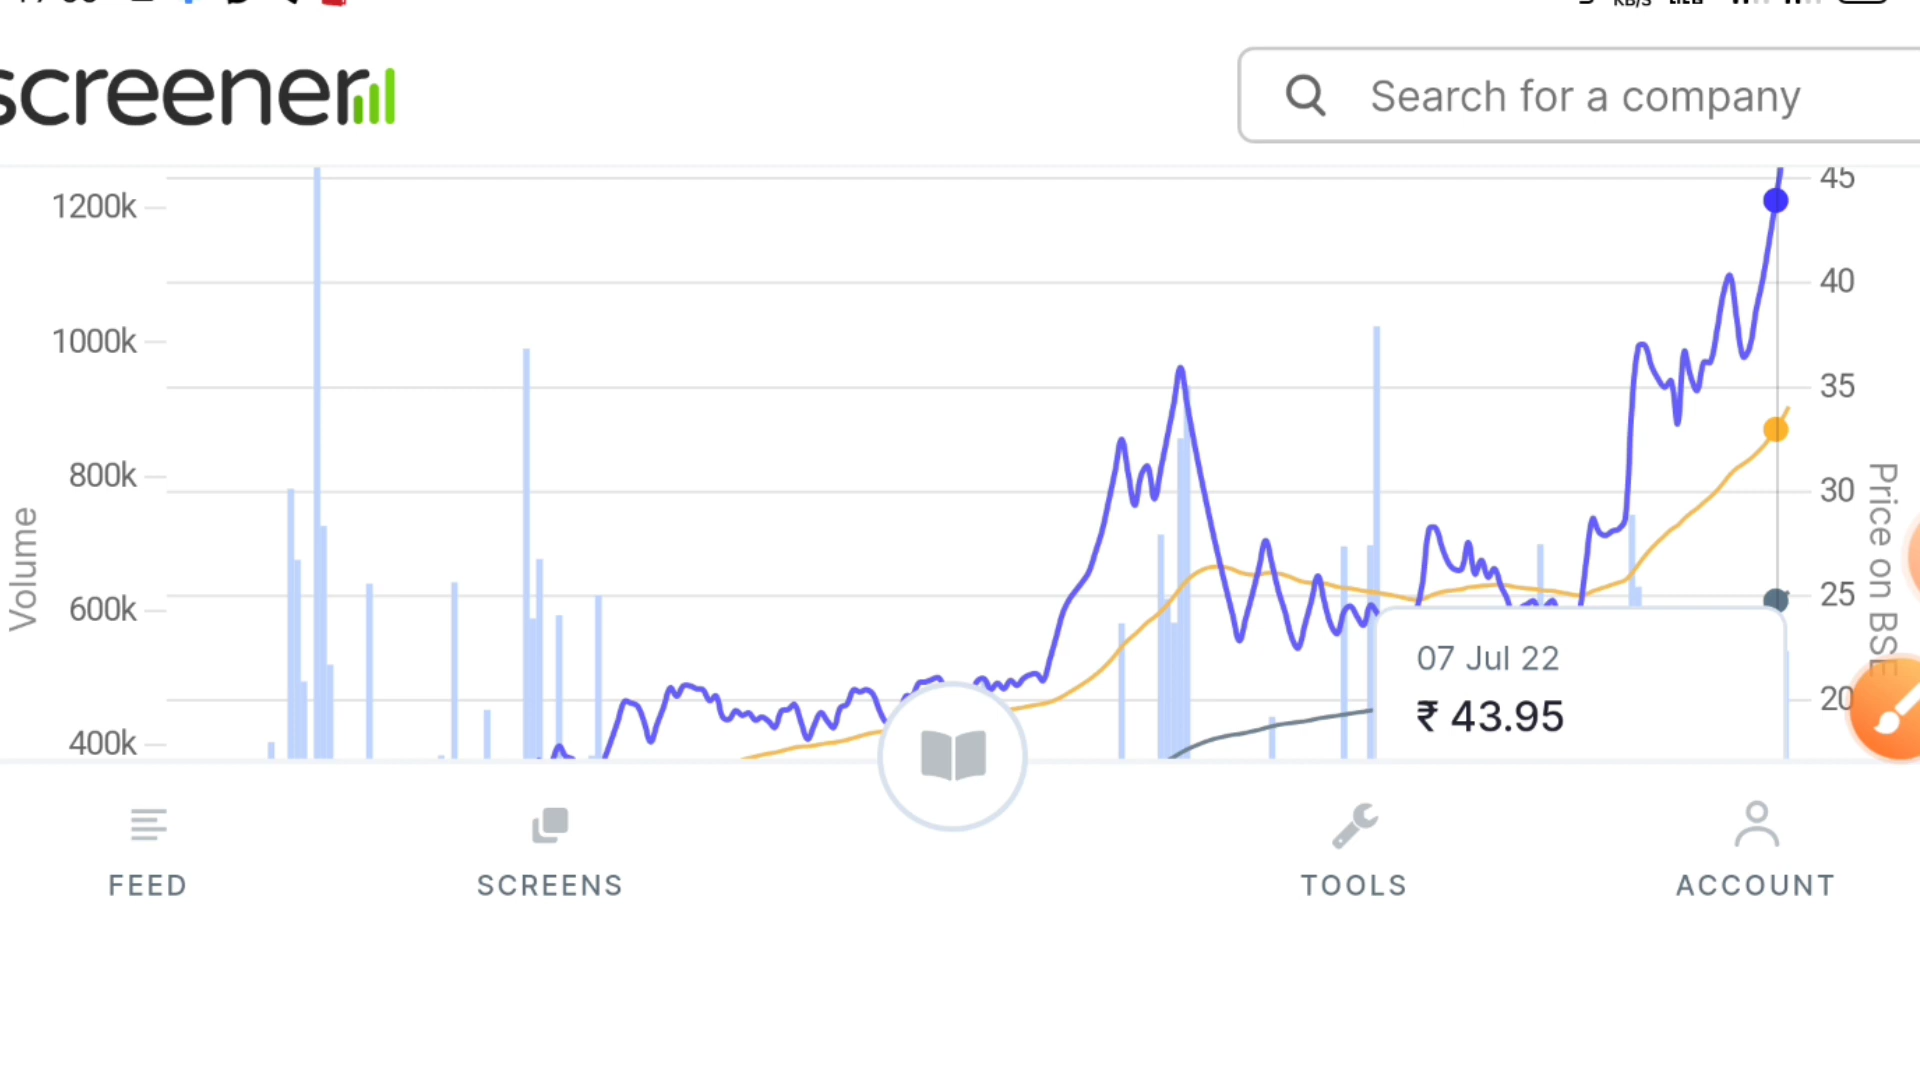 screener
Search for a company
1200k
1000k
800k
600k
400k
Volume
45
40
35
30
25
20
Price on BSE
07 Jul 22
₹ 43.95
FEED
SCREENS
TOOLS
ACCOUNT